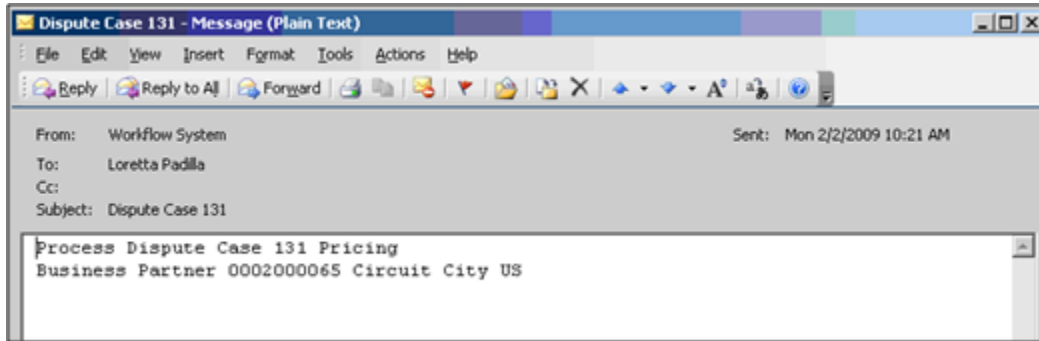 Dispute Case 131 - Message (Plain Text)
File Edit View Insert Format Tools Actions Help
Reply Reply to All Forward
From: Workflow System Sent: Mon 2/2/2009 10:21 AM
To: Loretta Padilla
Cc:
Subject: Dispute Case 131
Process Dispute Case 131 Pricing
Business Partner 0002000065 Circuit City US